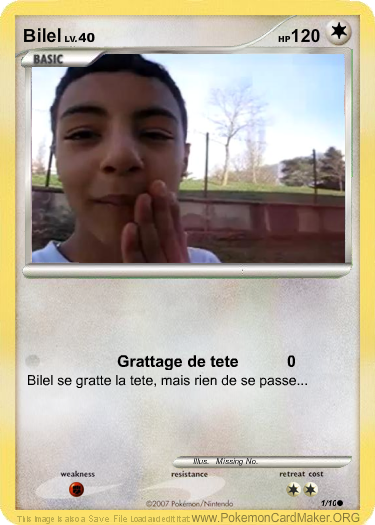 Bilel LV.40 HP 120
BASIC
Grattage de tete 0
Bilel se gratte la tete, mais rien de se passe...
Illus. Missing No.
weakness resistance retreat cost
©2007 Pokémon/Nintendo 1/10
This Image is also a Save File. Load and edit it at: www.PokemonCardMaker.ORG